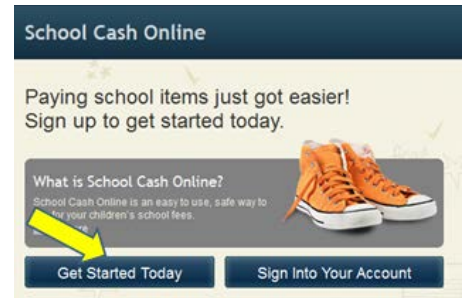 School Cash Online
Paying school items just got easier!
Sign up to get started today.
What is School Cash Online?
School Cash Online is an easy to use, safe way to
for your children's school fees.
Get Started Today
Sign Into Your Account